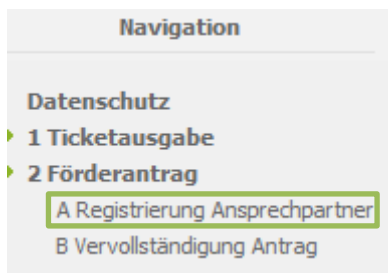 Navigation
Datenschutz
1 Ticketausgabe
2 Förderantrag
A Registrierung Ansprechpartner
B Vervollständigung Antrag